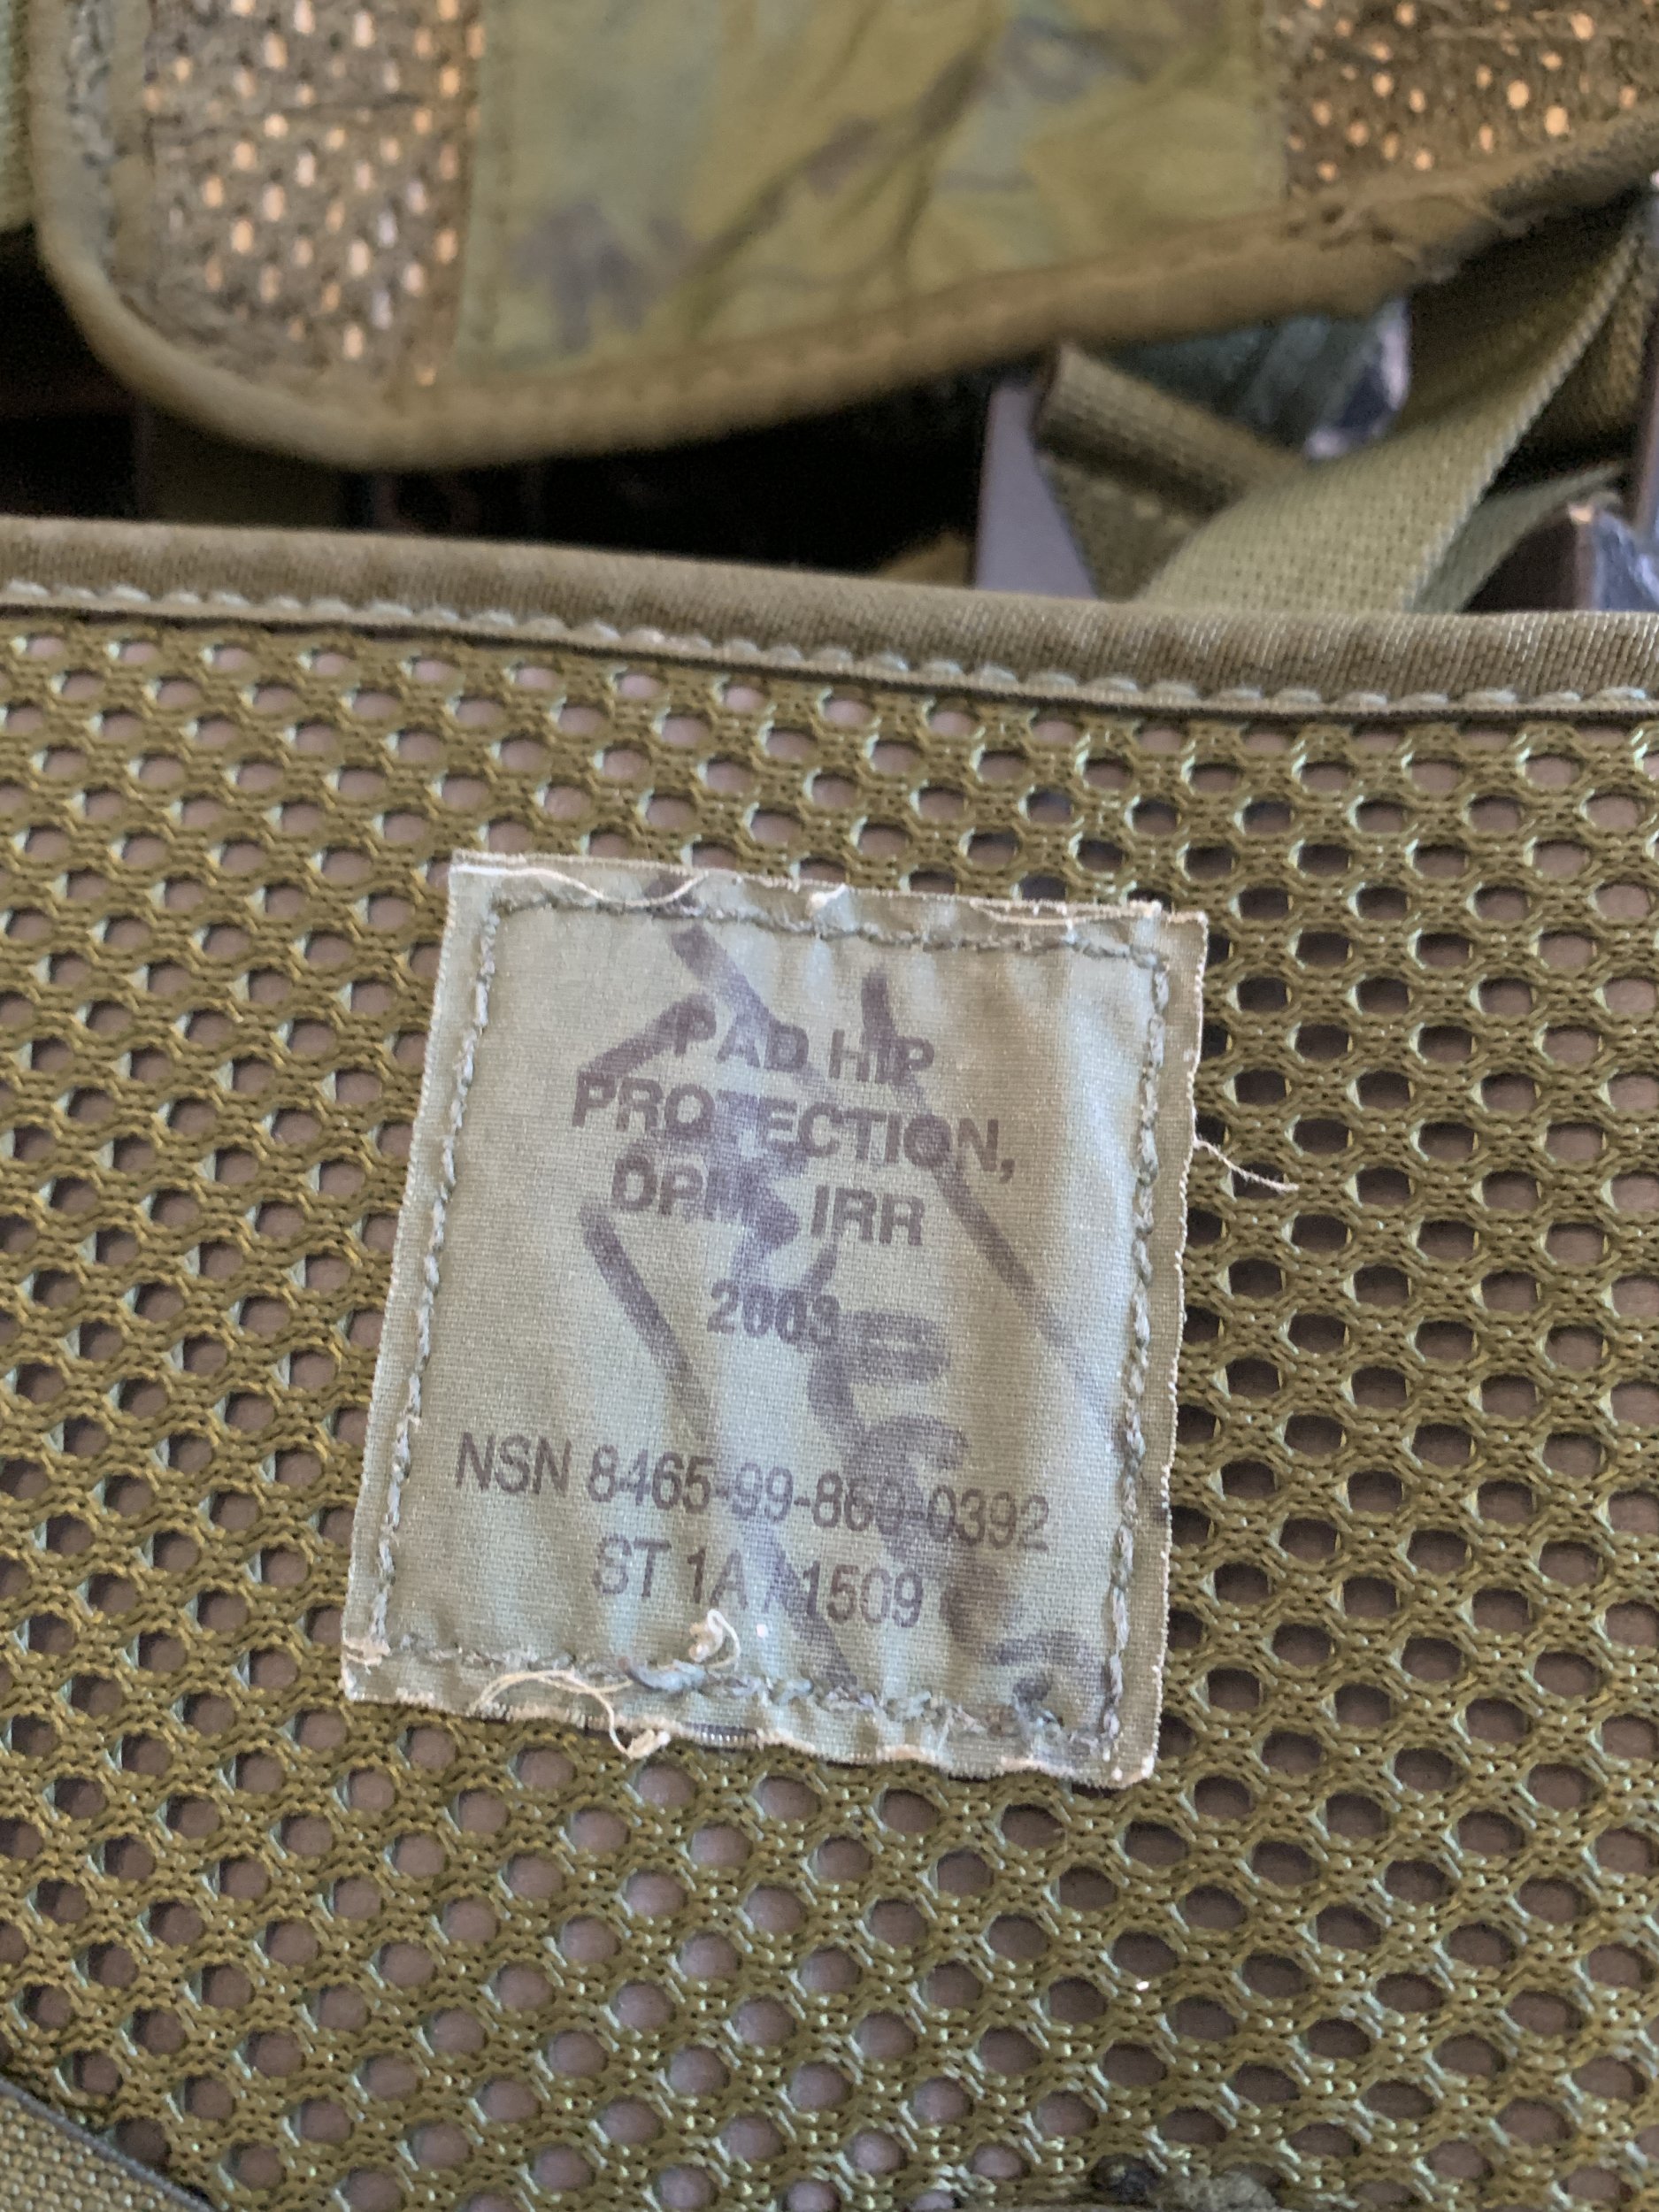 PAD HIP
PROTECTION,
DPM, IRR
2003
NSN 8465-99-869-0392
ST 1A / 1509